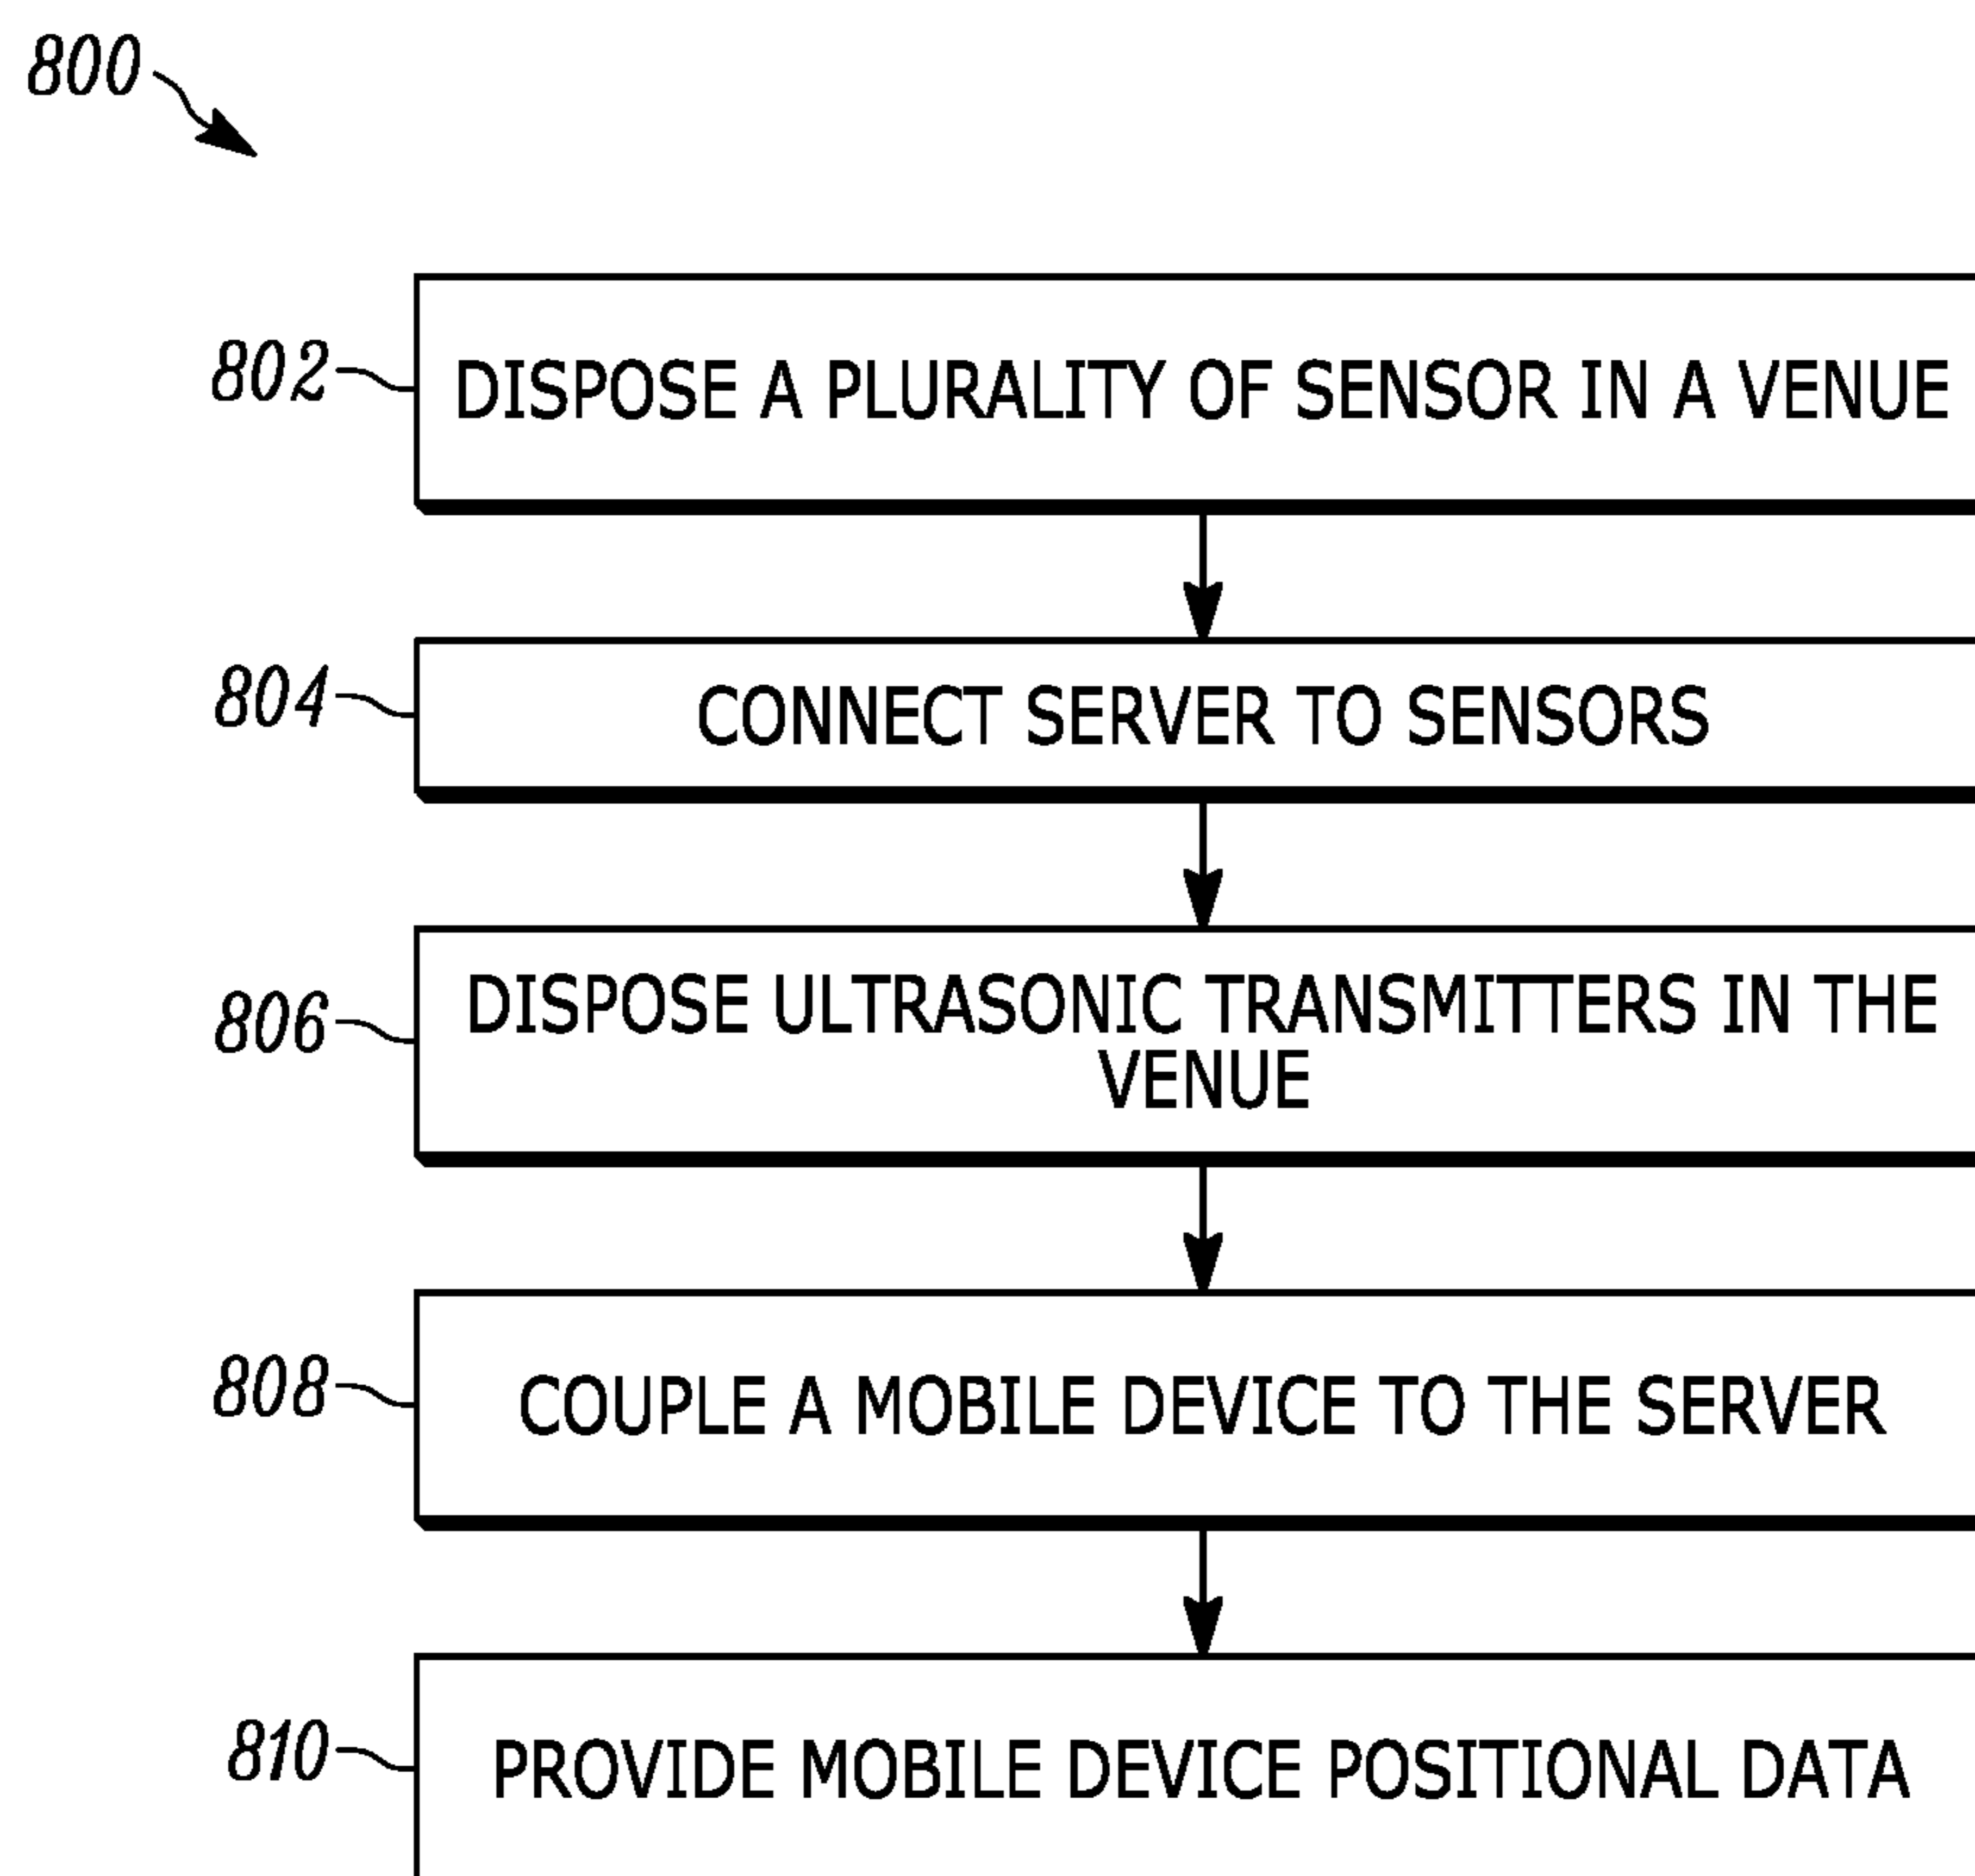 800
802 DISPOSE A PLURALITY OF SENSOR IN A VENUE
804 CONNECT SERVER TO SENSORS
806 DISPOSE ULTRASONIC TRANSMITTERS IN THE
VENUE
808 COUPLE A MOBILE DEVICE TO THE SERVER
810 PROVIDE MOBILE DEVICE POSITIONAL DATA